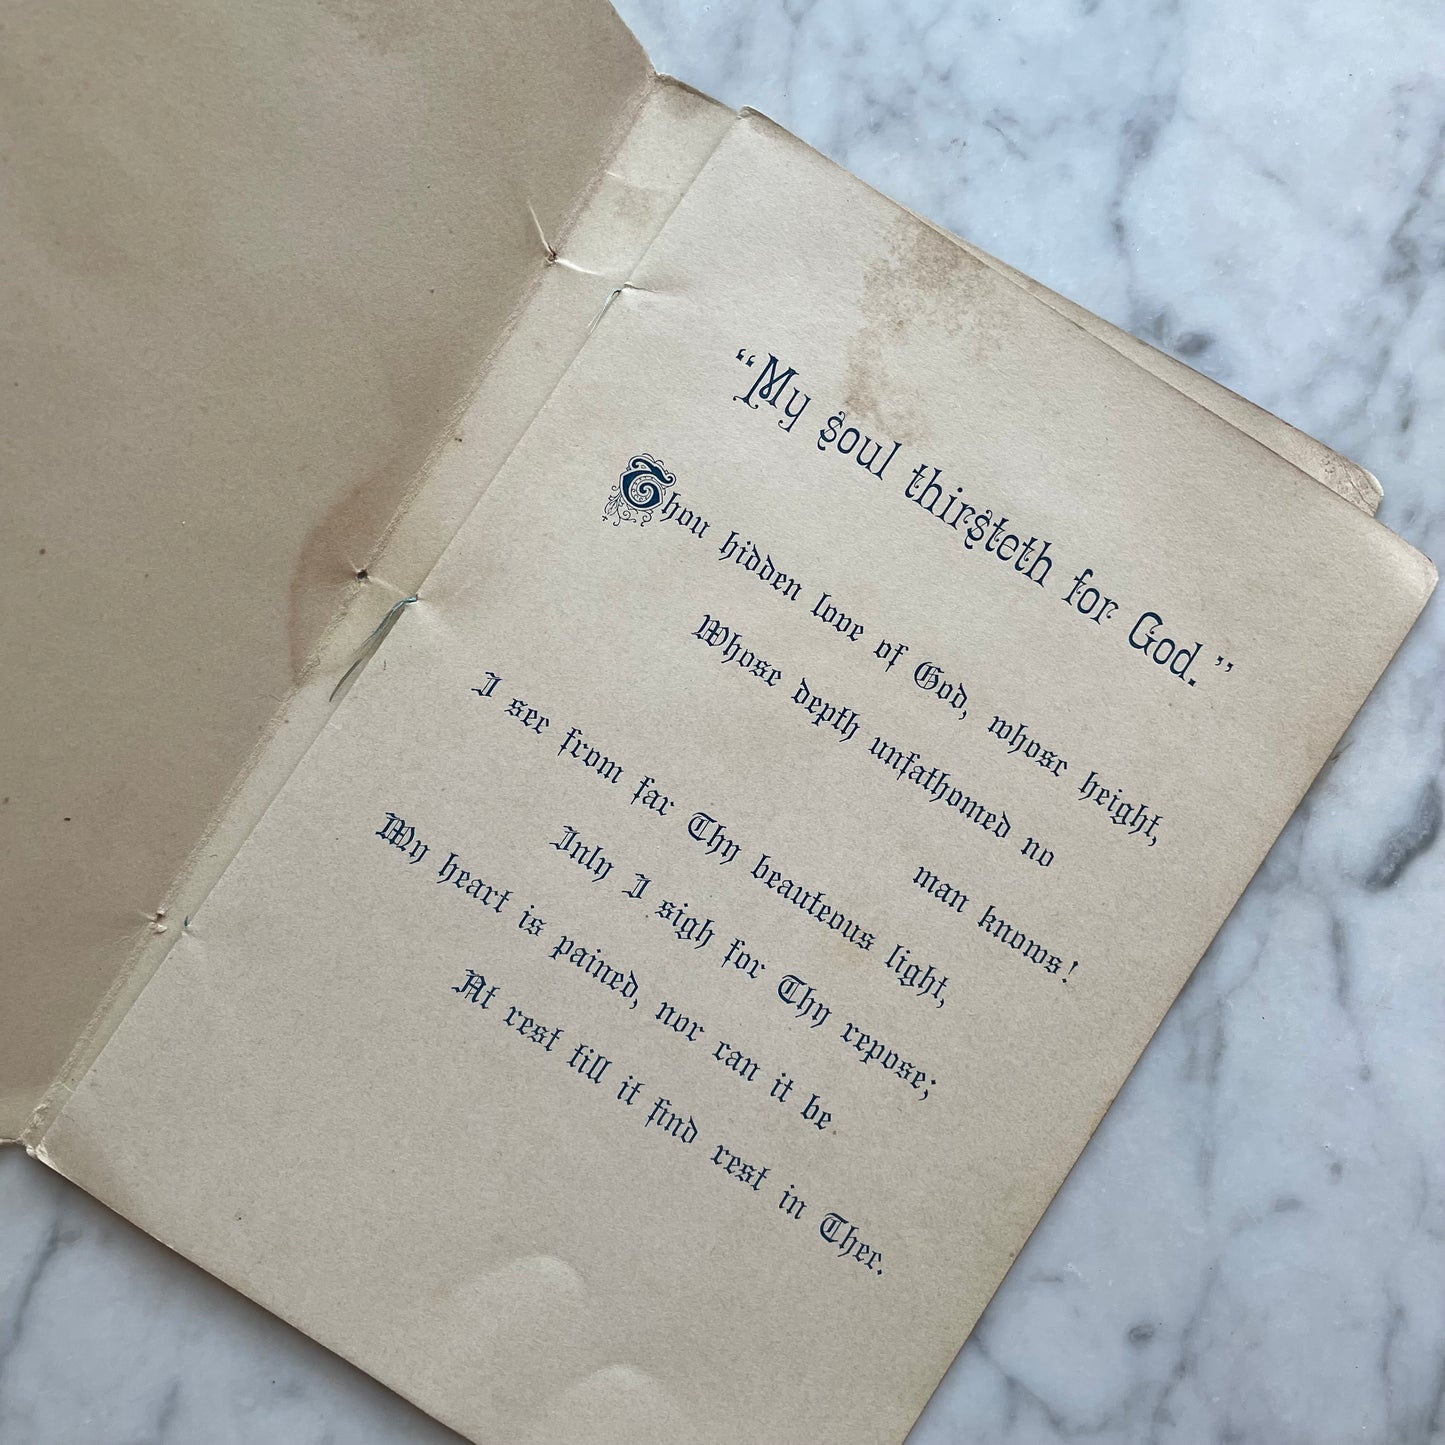 “My soul thirsteth for God.”
Thou hidden love of God, whose height,
Whose depth unfathomed no
man knows!
I see from far Thy beauteous light,
Inly I sigh for Thy repose;
My heart is pained, nor can it be
At rest till it find rest in Thee.